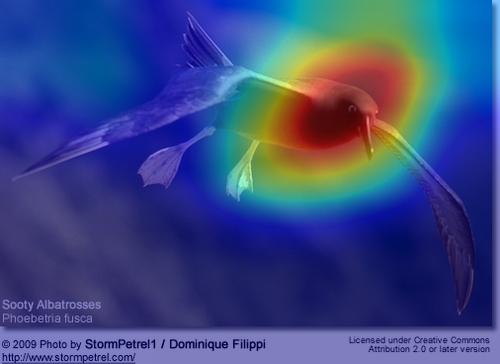 Sooty Albatrosses
Phoebetria fusca
© 2009 Photo by StormPetrel1 / Dominique Filippi
http://www.stormpetrel.com/
Licensed under Creative Commons
Attribution 2.0 or later version